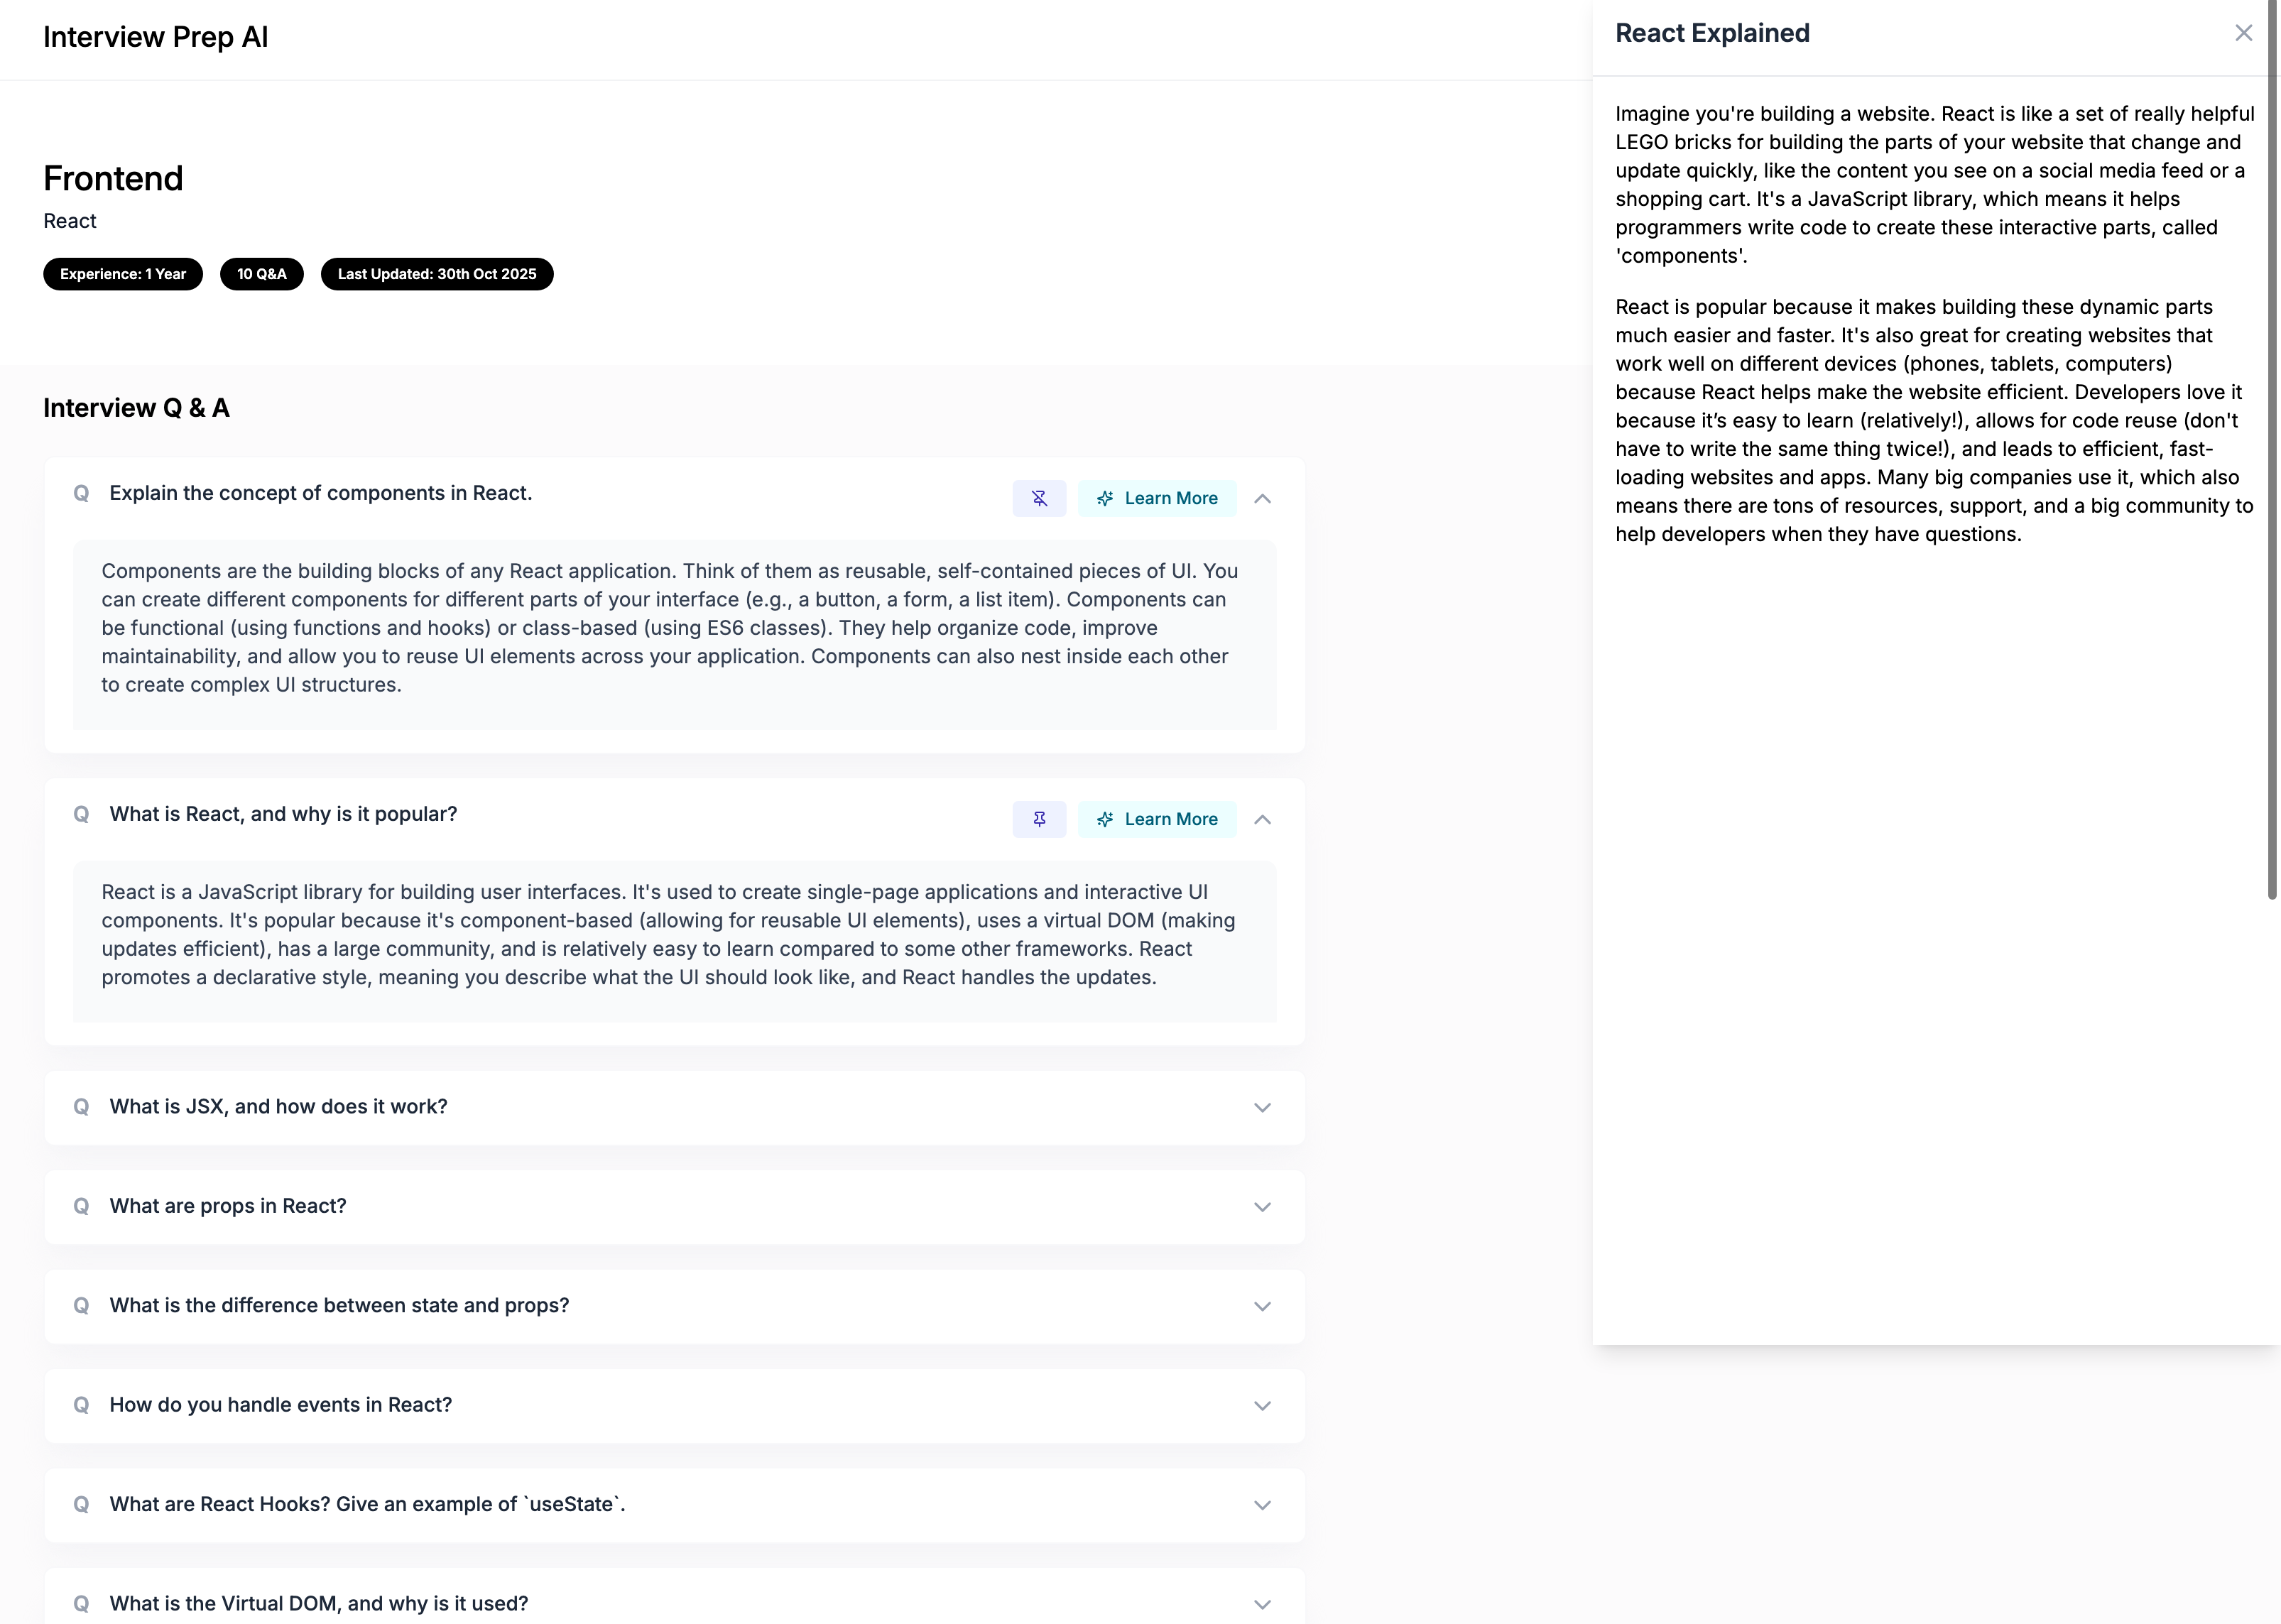 Interview Prep AI
Frontend
React
Experience: 1 Year
10 Q&A
Last Updated: 30th Oct 2025
Interview Q & A
Q Explain the concept of components in React.
Learn More
Components are the building blocks of any React application. Think of them as reusable, self-contained pieces of UI. You
can create different components for different parts of your interface (e.g., a button, a form, a list item). Components can
be functional (using functions and hooks) or class-based (using ES6 classes). They help organize code, improve
maintainability, and allow you to reuse UI elements across your application. Components can also nest inside each other
to create complex UI structures.
Q What is React, and why is it popular?
Learn More
React is a JavaScript library for building user interfaces. It's used to create single-page applications and interactive UI
components. It's popular because it's component-based (allowing for reusable UI elements), uses a virtual DOM (making
updates efficient), has a large community, and is relatively easy to learn compared to some other frameworks. React
promotes a declarative style, meaning you describe what the UI should look like, and React handles the updates.
Q What is JSX, and how does it work?
Q What are props in React?
Q What is the difference between state and props?
Q How do you handle events in React?
Q What are React Hooks? Give an example of `useState`.
Q What is the Virtual DOM, and why is it used?
React Explained
Imagine you're building a website. React is like a set of really helpful
LEGO bricks for building the parts of your website that change and
update quickly, like the content you see on a social media feed or a
shopping cart. It's a JavaScript library, which means it helps
programmers write code to create these interactive parts, called
'components'.
React is popular because it makes building these dynamic parts
much easier and faster. It's also great for creating websites that
work well on different devices (phones, tablets, computers)
because React helps make the website efficient. Developers love it
because it’s easy to learn (relatively!), allows for code reuse (don't
have to write the same thing twice!), and leads to efficient, fast-
loading websites and apps. Many big companies use it, which also
means there are tons of resources, support, and a big community to
help developers when they have questions.